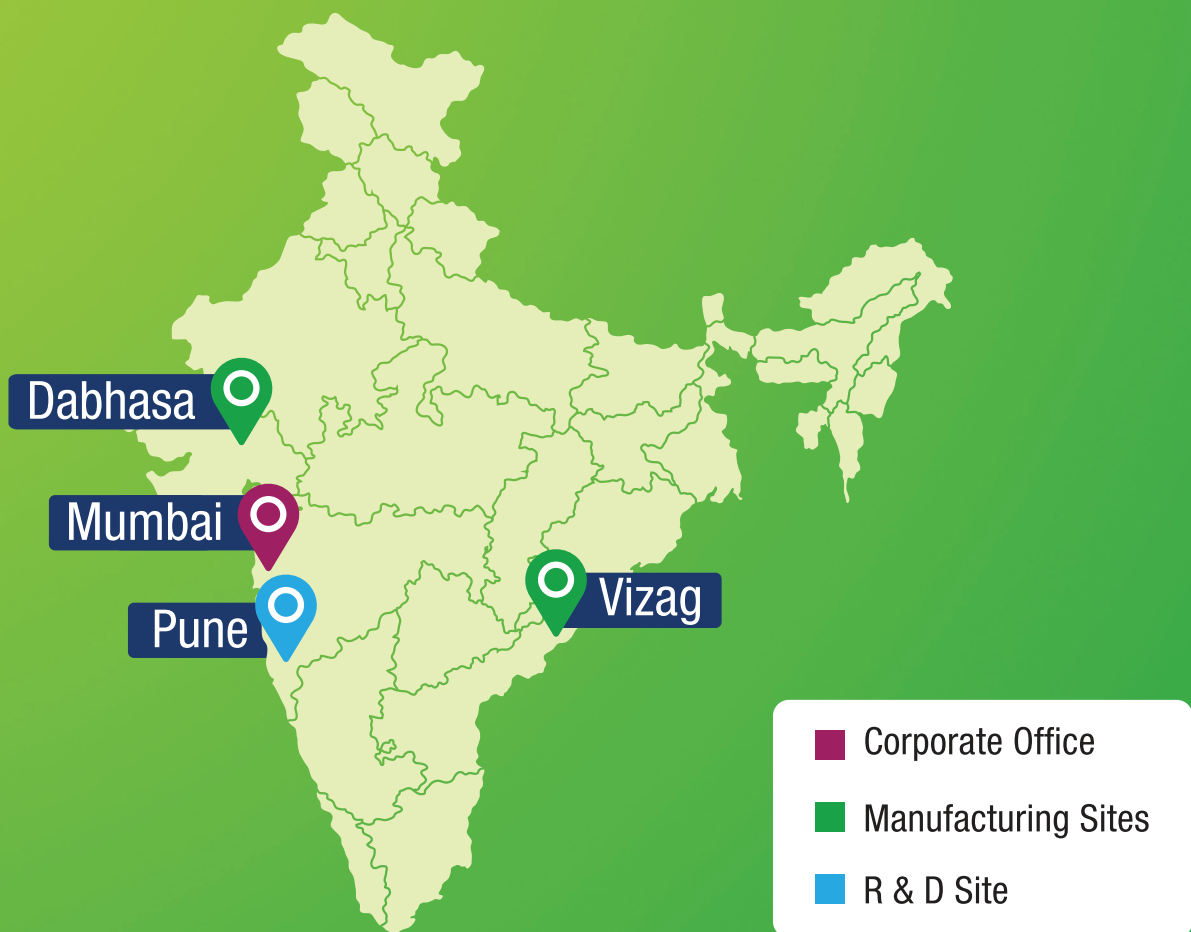 Dabhasa
Mumbai
Pune
Vizag
Corporate Office
Manufacturing Sites
R & D Site